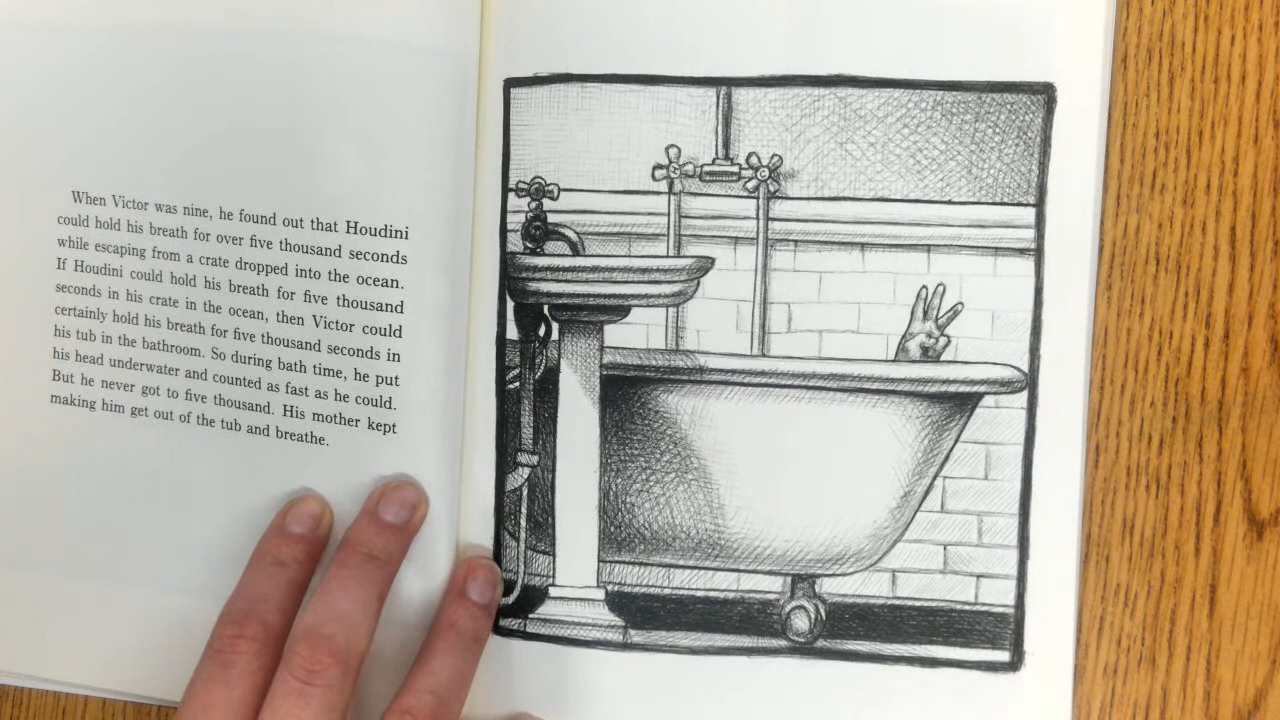 When Victor was nine, he found out that Houdini
could hold his breath for over five thousand seconds
while escaping from a crate dropped into the ocean.
If Houdini could hold his breath for five thousand
seconds in his crate in the ocean, then Victor could
certainly hold his breath for five thousand seconds in
his tub in the bathroom. So during bath time, he put
his head underwater and counted as fast as he could.
But he never got to five thousand. His mother kept
making him get out of the tub and breathe.